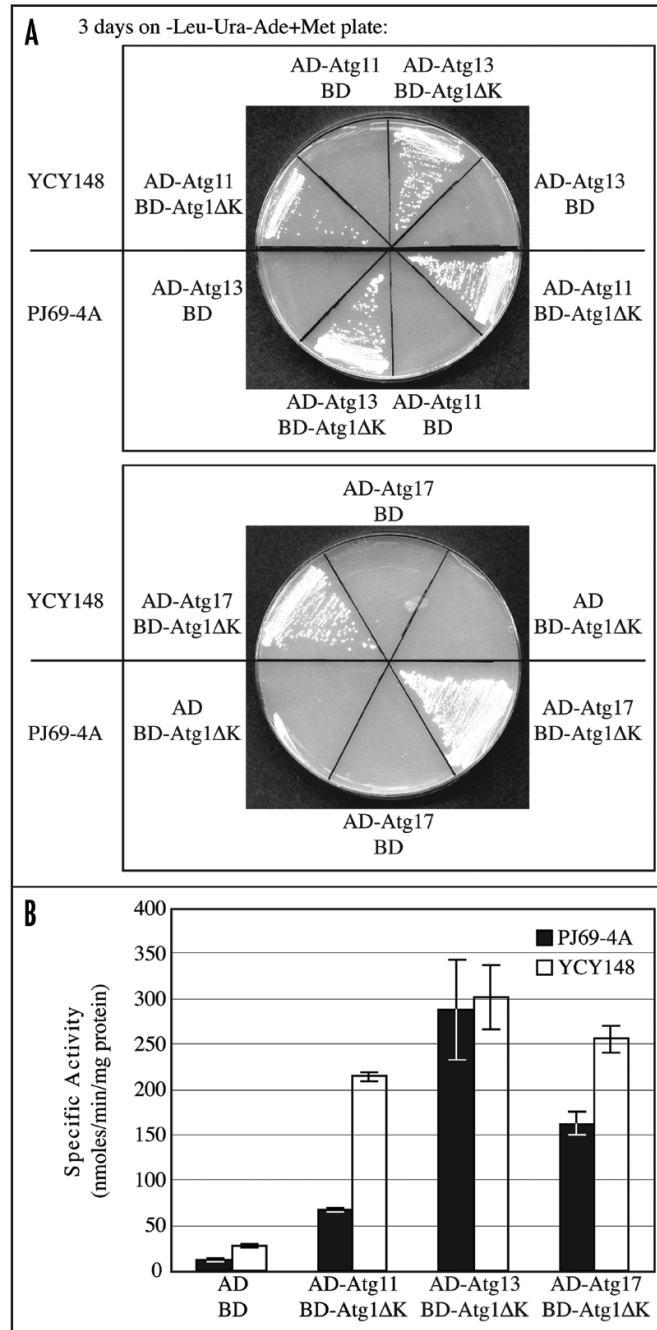 A
3 days on -Leu-Ura-Ade+Met plate:
AD-Atg11
BD
AD-Atg13
BD-Atg1ΔK
YCY148
AD-Atg11
BD-Atg1ΔK
AD-Atg13
BD
PJ69-4A
AD-Atg13
BD
AD-Atg11
BD-Atg1ΔK
AD-Atg13
BD-Atg1ΔK
AD-Atg11
BD
AD-Atg17
BD
YCY148
AD-Atg17
BD-Atg1ΔK
AD
BD-Atg1ΔK
PJ69-4A
AD
BD-Atg1ΔK
AD-Atg17
BD-Atg1ΔK
AD-Atg17
BD
B
Specific Activity
(nmoles/min/mg protein)
400
350
300
250
200
150
100
50
0
PJ69-4A
YCY148
AD
BD
AD-Atg11
BD-Atg1ΔK
AD-Atg13
BD-Atg1ΔK
AD-Atg17
BD-Atg1ΔK